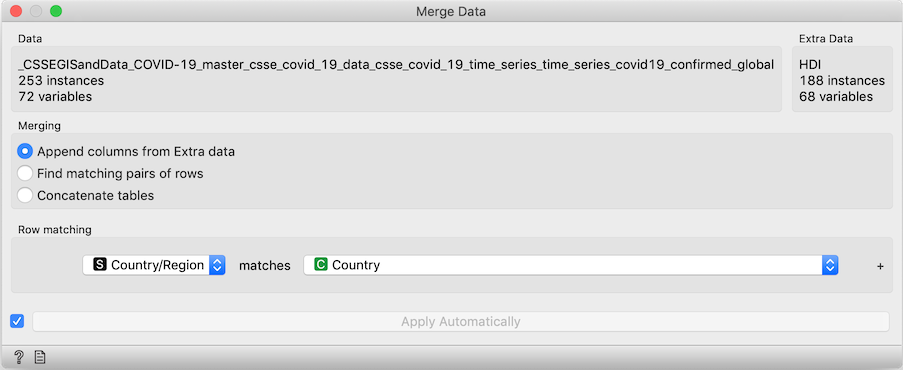 Merge Data
Data
_CSSEGISandData_COVID-19_master_csse_covid_19_data_csse_covid_19_time_series_time_series_covid19_confirmed_global
253 instances
72 variables
Extra Data
HDI
188 instances
68 variables
Merging
Append columns from Extra data
Find matching pairs of rows
Concatenate tables
Row matching
S Country/Region matches C Country +
Apply Automatically
?